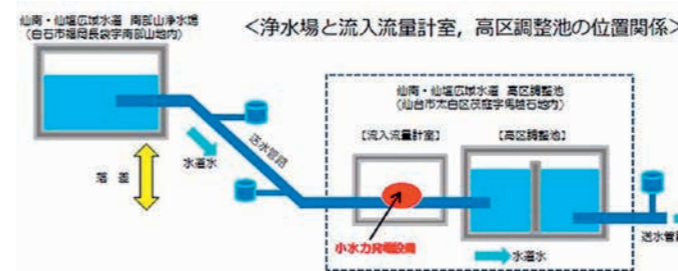 仙南・仙塩広域水道 南部山浄水場
（白石市福岡長袋字南部山地内）
＜浄水場と流入流量計室，高区調整池の位置関係＞
仙南・仙塩広域水道 高区調整池
（仙台市太白区茂庭字馬越石地内）
【流入流量計室】
【高区調整池】
送水管路
落 差
水道水
小水力発電設備
水道水
送水管